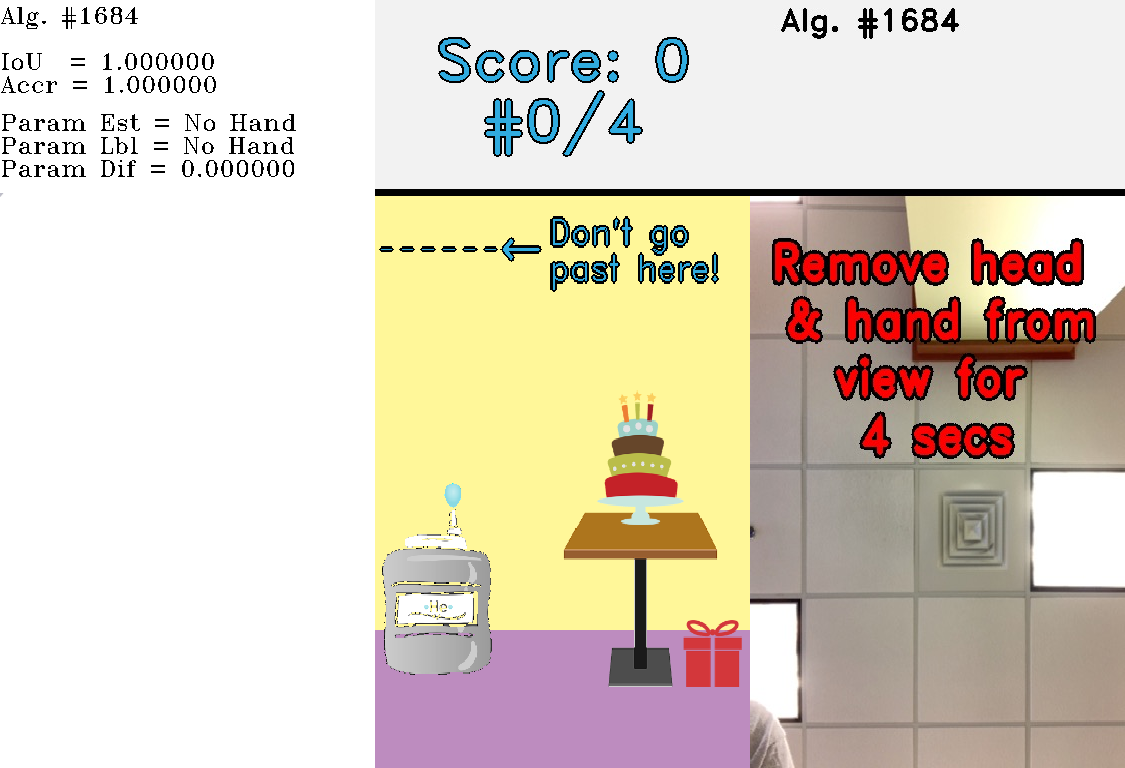 Alg. #1684
IoU = 1.000000
Accr = 1.000000
Param Est = No Hand
Param Lbl = No Hand
Param Dif = 0.000000
Score: 0
#0/4
Alg. #1684
Don't go
past here!
Remove head
& hand from
view for
4 secs